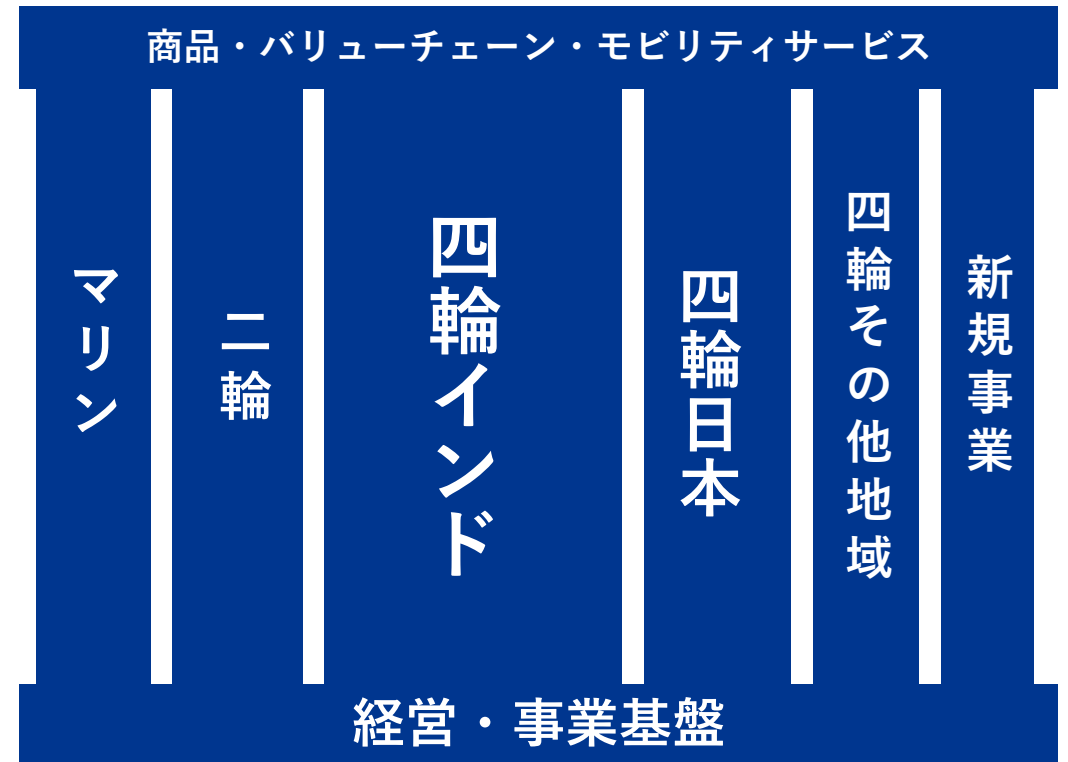 商品・バリューチェーン・モビリティサービス
マリン
二輪
四輪インド
四輪日本
四輪その他地域
新規事業
経営・事業基盤